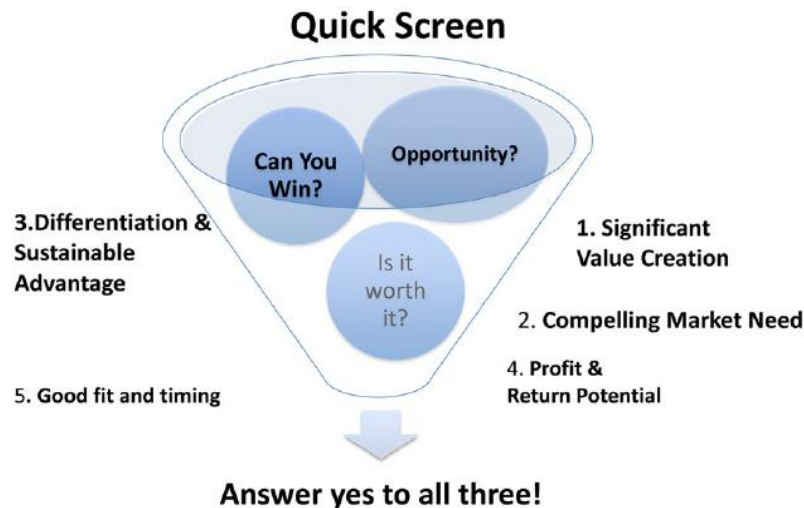 Quick Screen
Can You
Win?
Opportunity?
3.Differentiation &
Sustainable
Advantage
1. Significant
Value Creation
Is it
worth
it?
2. Compelling Market Need
4. Profit &
Return Potential
5. Good fit and timing
Answer yes to all three!